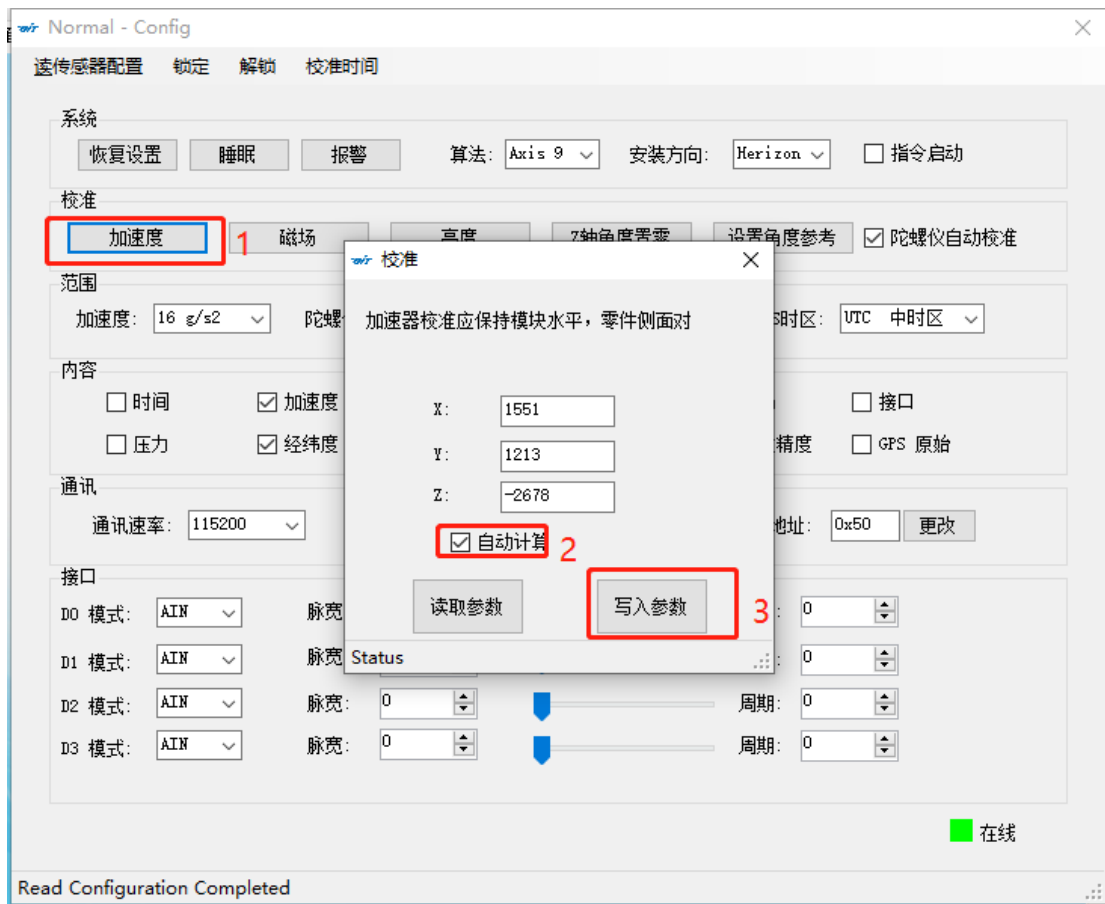 Normal - Config
读传感器配置 锁定 解锁 校准时间
系统
恢复设置 睡眠 报警 算法: Axis 9 安装方向: Herizon 指令启动
校准
加速度 1 磁场 高度 Z轴角度置零 设置角度参考 陀螺仪自动校准
校准
范围
加速度: 16 g/s2 陀螺 时区: UTC 中时区
加速器校准应保持模块水平，零件侧面对
内容
时间 加速度 接口
压力 经纬度 精度 GPS 原始
X: 1551
Y: 1213
Z: -2678
通讯
通讯速率: 115200 地址: 0x50 更改
自动计算 2
接口
读取参数 写入参数 3
D0 模式: AIN 脉宽 : 0
D1 模式: AIN 脉宽 : 0
Status
D2 模式: AIN 脉宽: 0 周期: 0
D3 模式: AIN 脉宽: 0 周期: 0
在线
Read Configuration Completed